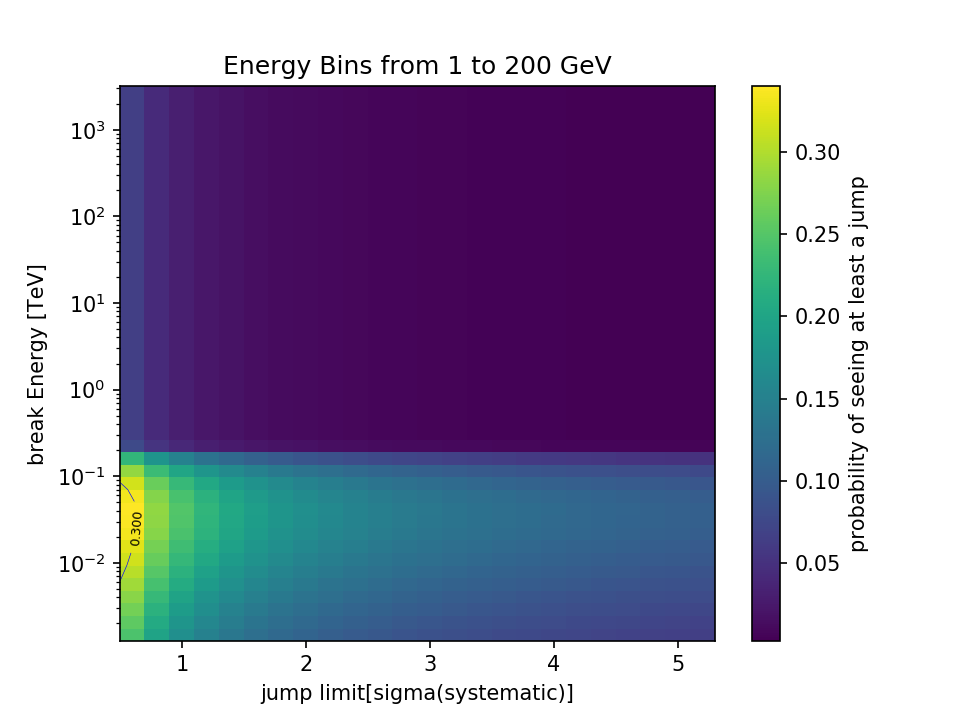 Energy Bins from 1 to 200 GeV
break Energy [TeV]
10³
10²
10¹
10⁰
10⁻¹
10⁻²
0.300
1 2 3 4 5
jump limit[sigma(systematic)]
0.30
0.25
0.20
0.15
0.10
0.05
probability of seeing at least a jump